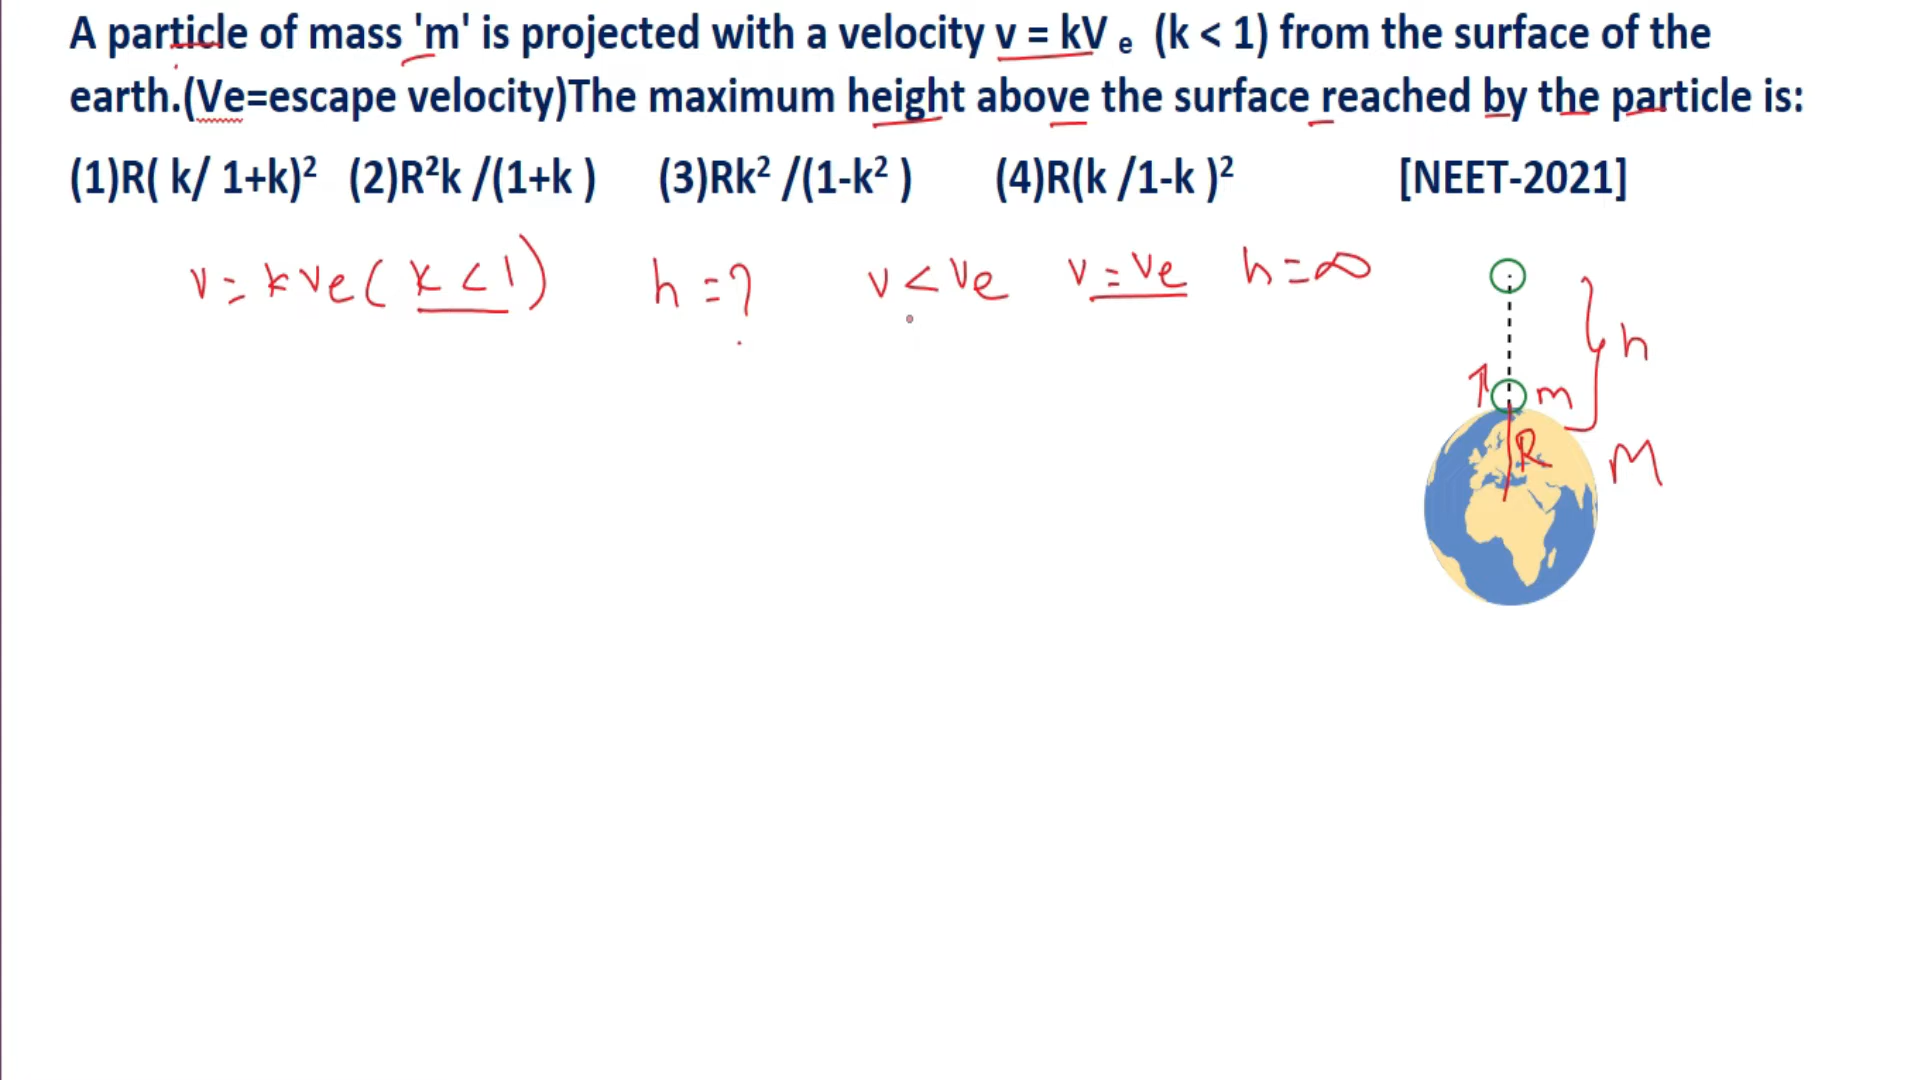 A particle of mass 'm' is projected with a velocity v = kVₑ (k < 1) from the surface of the
earth.(Ve=escape velocity)The maximum height above the surface reached by the particle is:
(1)R( k/ 1+k)² (2)R²k /(1+k ) (3)Rk² /(1-k² ) (4)R(k /1-k )² [NEET-2021]
v = kve ( k < 1 ) h = ? v < ve v = ve h = ∞
h
m
R
M